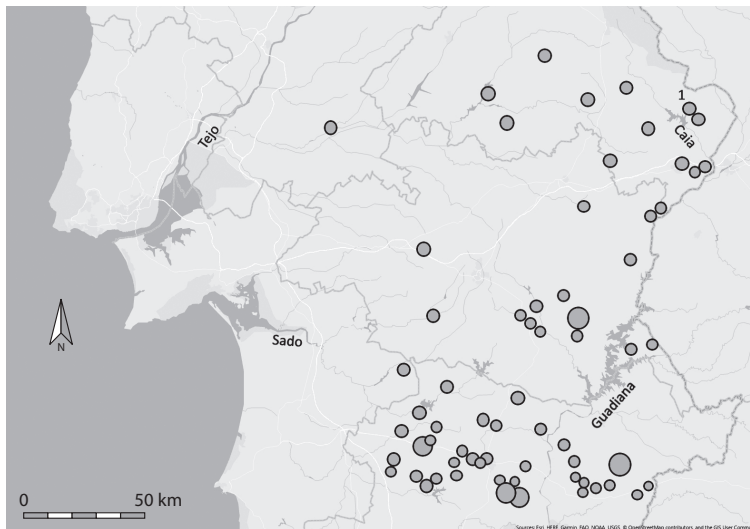 1
Caia
Tejo
Sado
N
Guadiana
0 50 km
Sources: Esri, HERE, Garmin, FAO, NOAA, USGS, © OpenStreetMap contributors, and the GIS User Commu